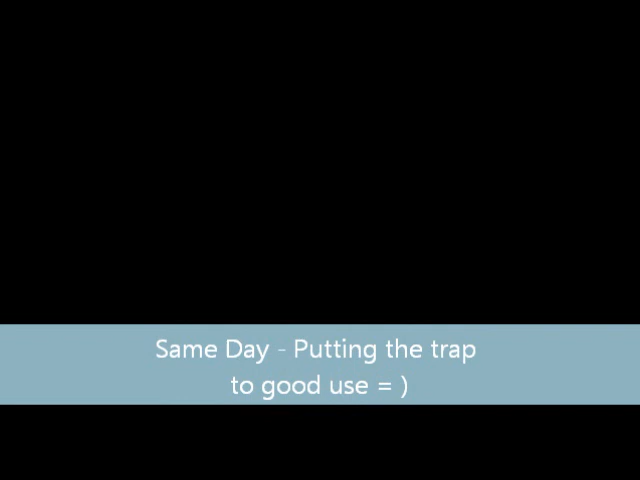 Same Day - Putting the trap
to good use = )